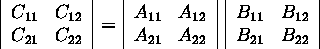 | C₁₁ C₁₂ | = | A₁₁ A₁₂ | | B₁₁ B₁₂ |
| C₂₁ C₂₂ | | A₂₁ A₂₂ | | B₂₁ B₂₂ |